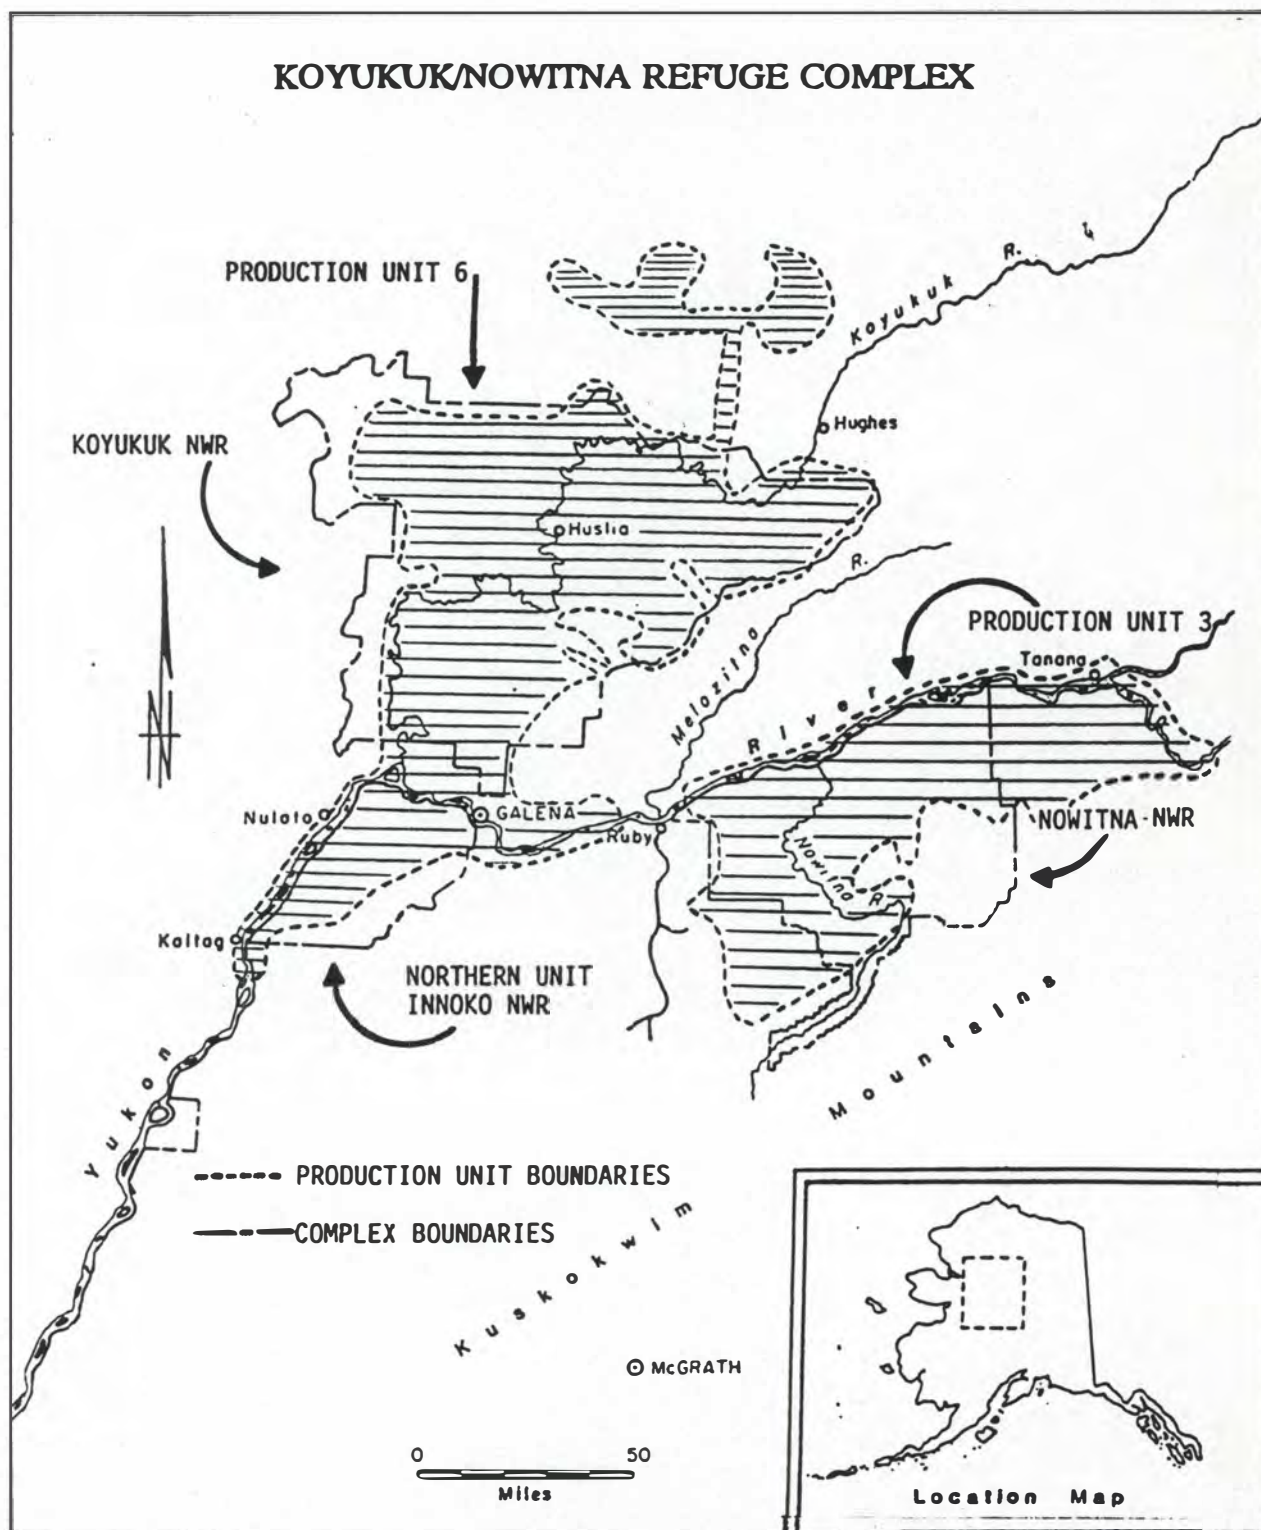 KOYUKUK/NOWITNA REFUGE COMPLEX
Koyukuk R.
PRODUCTION UNIT 6
Hughes
KOYUKUK NWR
Huslia
Melozitna R.
PRODUCTION UNIT 3
Tanana
River
Nulato
GALENA
Ruby
NOWITNA-NWR
Nowitna R
Kaltag
NORTHERN UNIT
INNOKO NWR
Mountains
Yukon
PRODUCTION UNIT BOUNDARIES
COMPLEX BOUNDARIES
Kuskokwim
McGRATH
0 50
Miles
Location Map
N